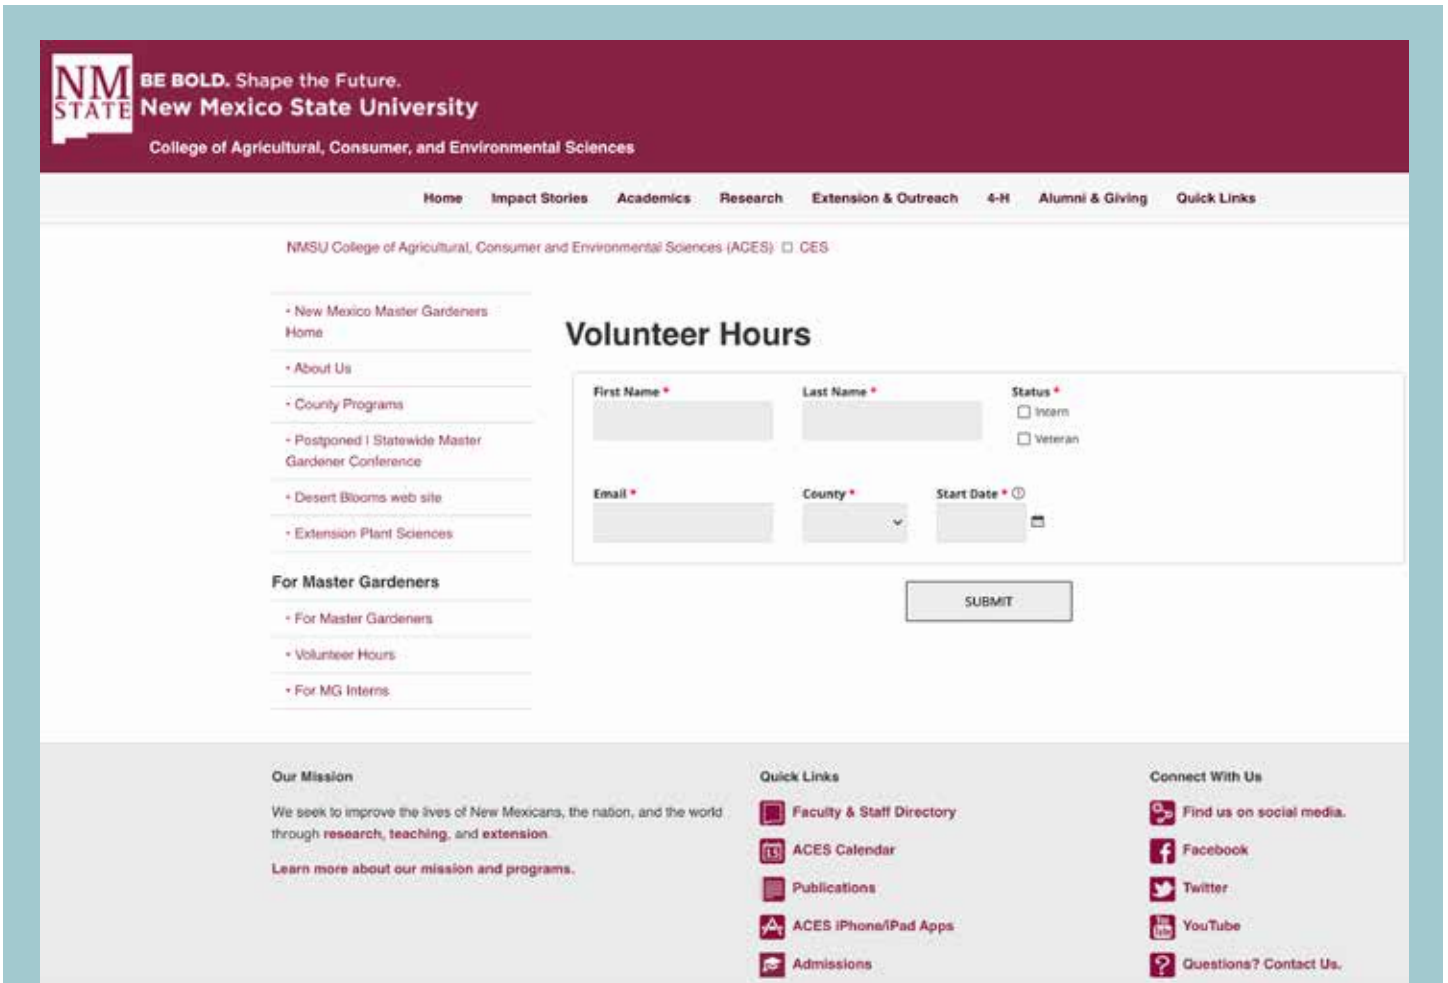 NM
STATE
BE BOLD. Shape the Future.
New Mexico State University
College of Agricultural, Consumer, and Environmental Sciences
Home Impact Stories Academics Research Extension & Outreach 4-H Alumni & Giving Quick Links
NMSU College of Agricultural, Consumer and Environmental Sciences (ACES) □ CES
• New Mexico Master Gardeners
Home
• About Us
• County Programs
• Postponed | Statewide Master
Gardener Conference
• Desert Blooms web site
• Extension Plant Sciences
For Master Gardeners
• For Master Gardeners
• Volunteer Hours
• For MG Interns
Volunteer Hours
First Name * Last Name * Status *
Intern
Veteran
Email * County * Start Date *
SUBMIT
Our Mission
We seek to improve the lives of New Mexicans, the nation, and the world
through research, teaching, and extension.
Learn more about our mission and programs.
Quick Links
Faculty & Staff Directory
ACES Calendar
Publications
ACES iPhone/iPad Apps
Admissions
Connect With Us
Find us on social media.
Facebook
Twitter
You Tube YouTube
Questions? Contact Us.